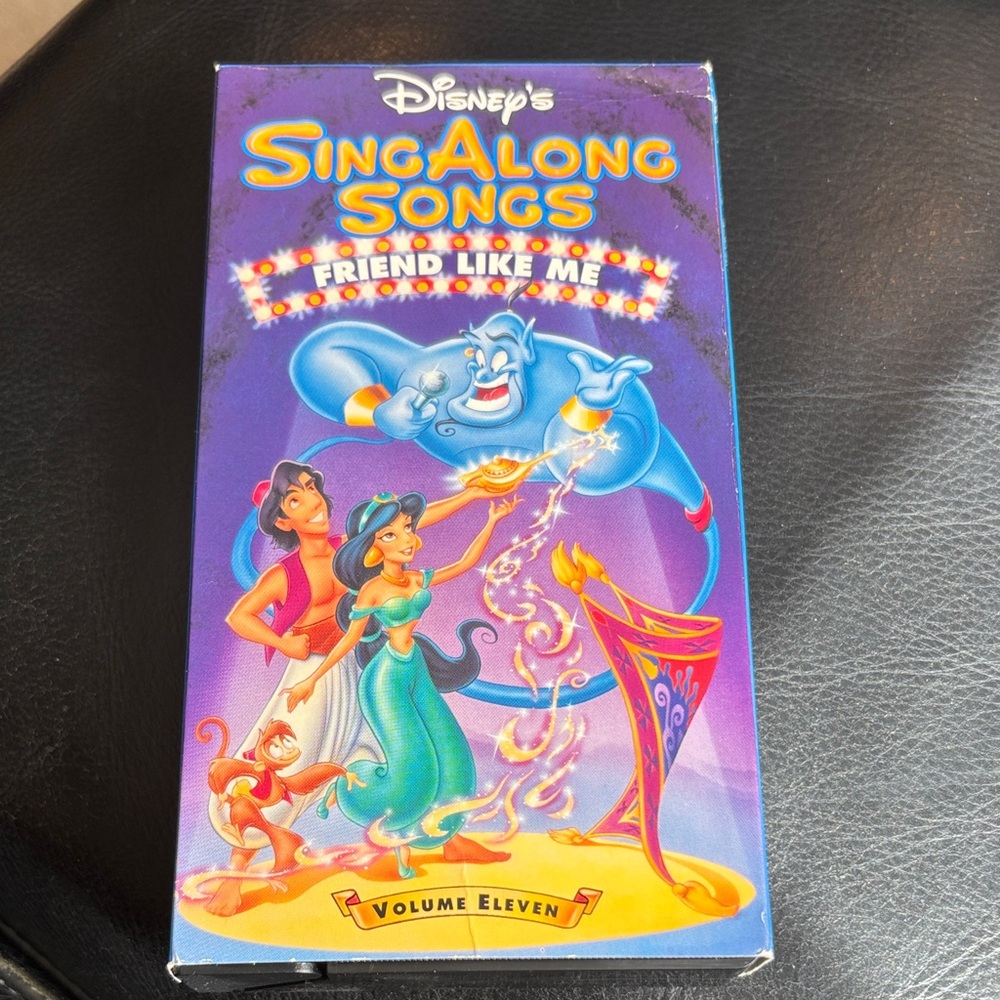 Disney's
SING ALONG
SONGS
FRIEND LIKE ME
VOLUME ELEVEN